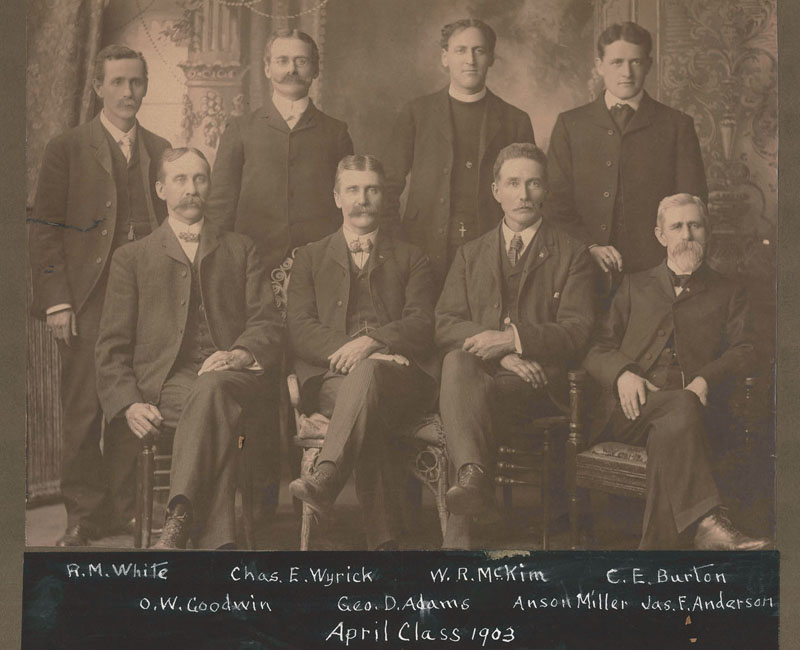 R.M. White Chas. E. Wyrick W. R. McKim C. E. Burton
O.W. Goodwin Geo. D. Adams Anson Miller Jas. F. Anderson
April Class 1903